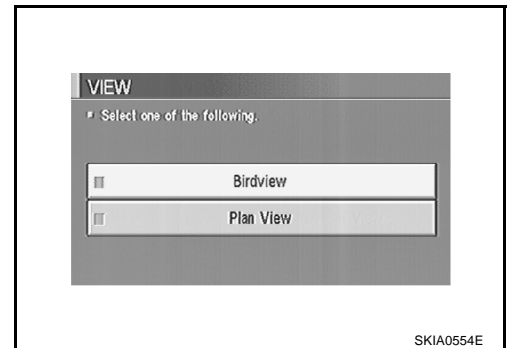 VIEW
Select one of the following.
Birdview
Plan View
SKIA0554E